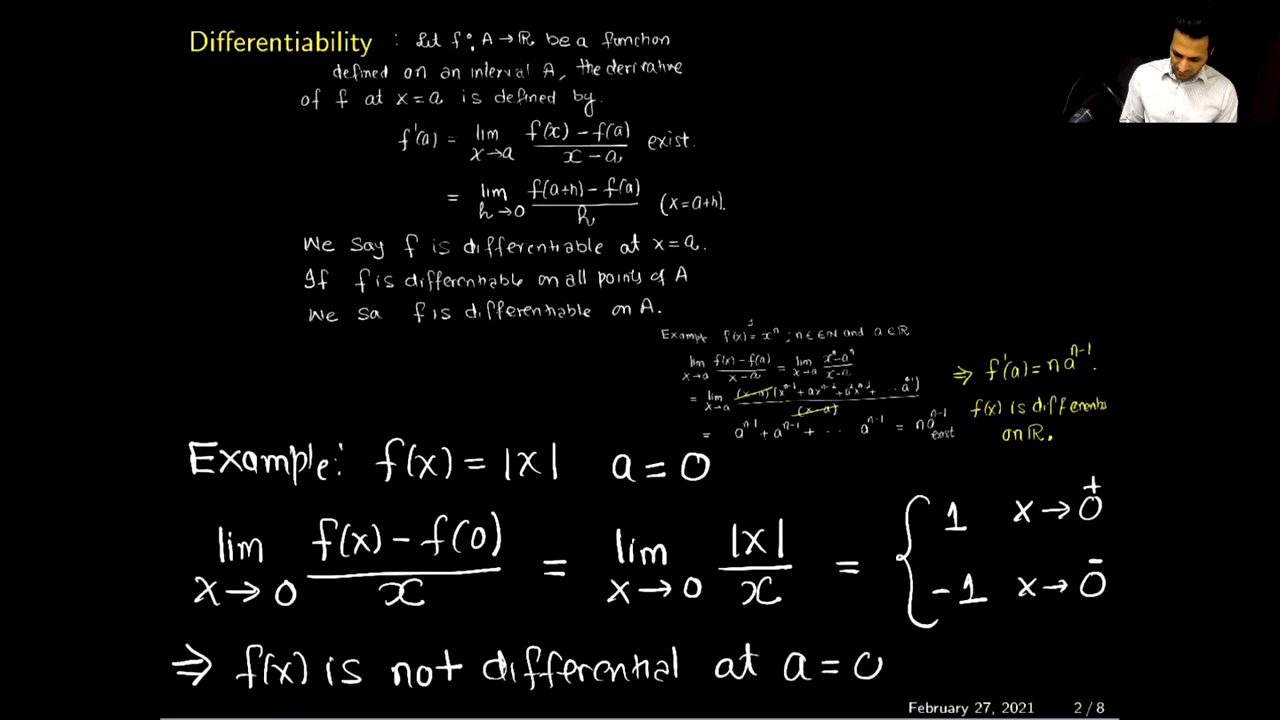 Differentiability : Let f: A → ℝ be a function
defined on an interval A, the derivative
of f at x = a is defined by.
f'(a) = lim x→a (f(x) − f(a))/(x − a) exist.
= lim h→0 (f(a+h) − f(a))/h (x = a+h).
We say f is differentiable at x = a.
If f is differentiable on all points of A
We sa f is differentiable on A.
Example f(x) = xⁿ ; n ∈ ∈ ℕ and a ∈ ℝ
lim x→a (f(x) − f(a))/(x − a) = lim x→a (xⁿ − aⁿ)/(x − a)
= lim x→a
= aⁿ⁻¹ + aⁿ⁻¹ + ⋯ aⁿ⁻¹ = naⁿ⁻¹ exist
⇒ f'(a) = n aⁿ⁻¹.
f(x) is differentia
on ℝ.
Example: f(x) = |x| a = 0
lim x→0 (f(x) − f(0))/x = lim x→0 |x|/x = { 1 x→0⁺
−1 x→0⁻
⇒ f(x) is not differential at a = 0
February 27, 2021 2 / 8